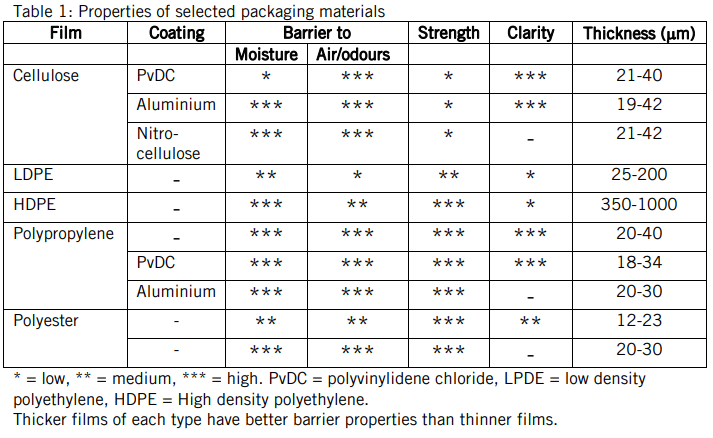 Table 1: Properties of selected packaging materials
Film Coating Barrier to Strength Clarity Thickness (μm)
Moisture Air/odours
Cellulose PvDC * *** * *** 21-40
Aluminium *** *** * *** 19-42
Nitro-
cellulose *** *** * - 21-42
LDPE - ** * ** * 25-200
HDPE - *** ** *** * 350-1000
Polypropylene - *** *** *** *** 20-40
PvDC *** *** *** *** 18-34
Aluminium *** *** *** - 20-30
Polyester - ** ** *** ** 12-23
- *** *** *** - 20-30
* = low, ** = medium, *** = high. PvDC = polyvinylidene chloride, LPDE = low density
polyethylene, HDPE = High density polyethylene.
Thicker films of each type have better barrier properties than thinner films.